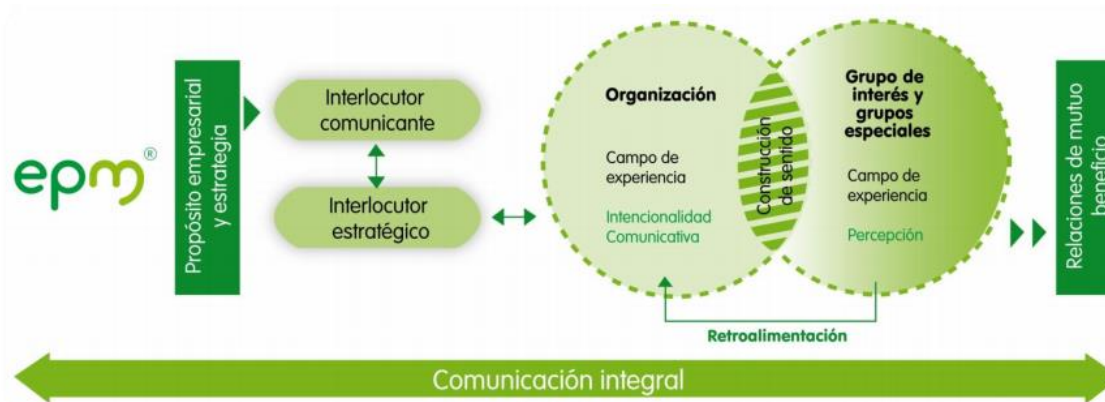 epm®
Propósito empresarial
y estrategia
Interlocutor
comunicante
Interlocutor
estratégico
Organización
Campo de
experiencia
Intencionalidad
Comunicativa
Construcción
de sentido
Grupo de
interés y
grupos
especiales
Campo de
experiencia
Percepción
Retroalimentación
Relaciones de mutuo
beneficio
Comunicación integral